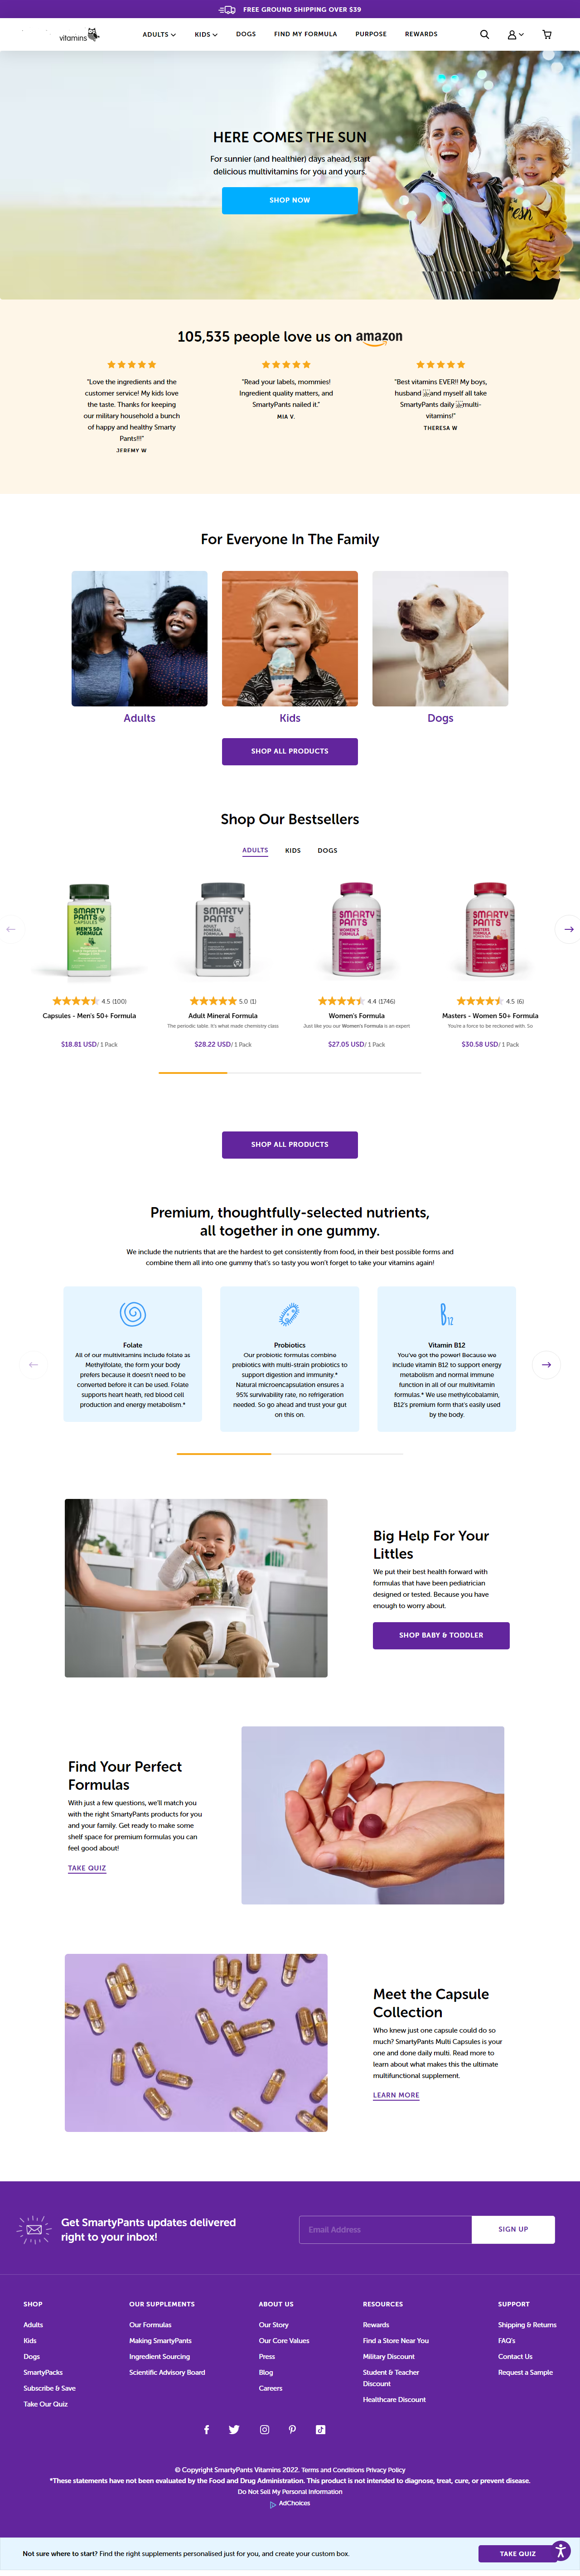 FREE GROUND SHIPPING OVER $39
vitamins
ADULTS
KIDS
DOGS
FIND MY FORMULA
PURPOSE
REWARDS
HERE COMES THE SUN
For sunnier (and healthier) days ahead, start
delicious multivitamins for you and yours.
SHOP NOW
105,535 people love us on amazon
"Love the ingredients and the
customer service! My kids love
the taste. Thanks for keeping
our military household a bunch
of happy and healthy Smarty
Pants!!!"
JEREMY W
"Read your labels, mommies!
Ingredient quality matters, and
SmartyPants nailed it."
MIA V.
"Best vitamins EVER!! My boys,
husband and myself all take
SmartyPants daily multi-
vitamins!"
THERESA W
For Everyone In The Family
Adults
Kids
Dogs
SHOP ALL PRODUCTS
Shop Our Bestsellers
ADULTS
KIDS
DOGS
SMARTY
PANTS
CAPSULES
MEN'S 50+
FORMULA
SMARTY
PANTS
ADULT
MINERAL
FORMULA
SMARTY
PANTS
WOMEN'S
FORMULA
SMARTY
PANTS
MASTERS
FORMULA
4.5 (100)
Capsules - Men's 50+ Formula
$18.81 USD/ 1 Pack
5.0 (1)
Adult Mineral Formula
The periodic table. It's what made chemistry class
$28.22 USD/ 1 Pack
4.4 (1746)
Women's Formula
Just like you our Women's Formula is an expert
$27.05 USD/ 1 Pack
4.5 (6)
Masters - Women 50+ Formula
You're a force to be reckoned with. So
$30.58 USD/ 1 Pack
SHOP ALL PRODUCTS
Premium, thoughtfully-selected nutrients,
all together in one gummy.
We include the nutrients that are the hardest to get consistently from food, in their best possible forms and
combine them all into one gummy that's so tasty you won't forget to take your vitamins again!
Folate
All of our multivitamins include folate as
Methylfolate, the form your body
prefers because it doesn't need to be
converted before it can be used. Folate
supports heart heath, red blood cell
production and energy metabolism.*
Probiotics
Our probiotic formulas combine
prebiotics with multi-strain probiotics to
support digestion and immunity.*
Natural microencapsulation ensures a
95% survivability rate, no refrigeration
needed. So go ahead and trust your gut
on this on.
B12
Vitamin B12
You've got the power! Because we
include vitamin B12 to support energy
metabolism and normal immune
function in all of our multivitamin
formulas.* We use methylcobalamin,
B12's premium form that's easily used
by the body.
Big Help For Your
Littles
We put their best health forward with
formulas that have been pediatrician
designed or tested. Because you have
enough to worry about.
SHOP BABY & TODDLER
Find Your Perfect
Formulas
With just a few questions, we'll match you
with the right SmartyPants products for you
and your family. Get ready to make some
shelf space for premium formulas you can
feel good about!
TAKE QUIZ
Meet the Capsule
Collection
Who knew just one capsule could do so
much? SmartyPants Multi Capsules is your
one and done daily multi. Read more to
learn about what makes this the ultimate
multifunctional supplement.
LEARN MORE
Get SmartyPants updates delivered
right to your inbox!
Email Address
SIGN UP
SHOP
Adults
Kids
Dogs
SmartyPacks
Subscribe & Save
Take Our Quiz
OUR SUPPLEMENTS
Our Formulas
Making SmartyPants
Ingredient Sourcing
Scientific Advisory Board
ABOUT US
Our Story
Our Core Values
Press
Blog
Careers
RESOURCES
Rewards
Find a Store Near You
Military Discount
Student & Teacher
Discount
Healthcare Discount
SUPPORT
Shipping & Returns
FAQ's
Contact Us
Request a Sample
© Copyright SmartyPants Vitamins 2022. Terms and Conditions Privacy Policy
*These statements have not been evaluated by the Food and Drug Administration. This product is not intended to diagnose, treat, cure, or prevent disease.
Do Not Sell My Personal Information
AdChoices
Not sure where to start? Find the right supplements personalised just for you, and create your custom box.
TAKE QUIZ